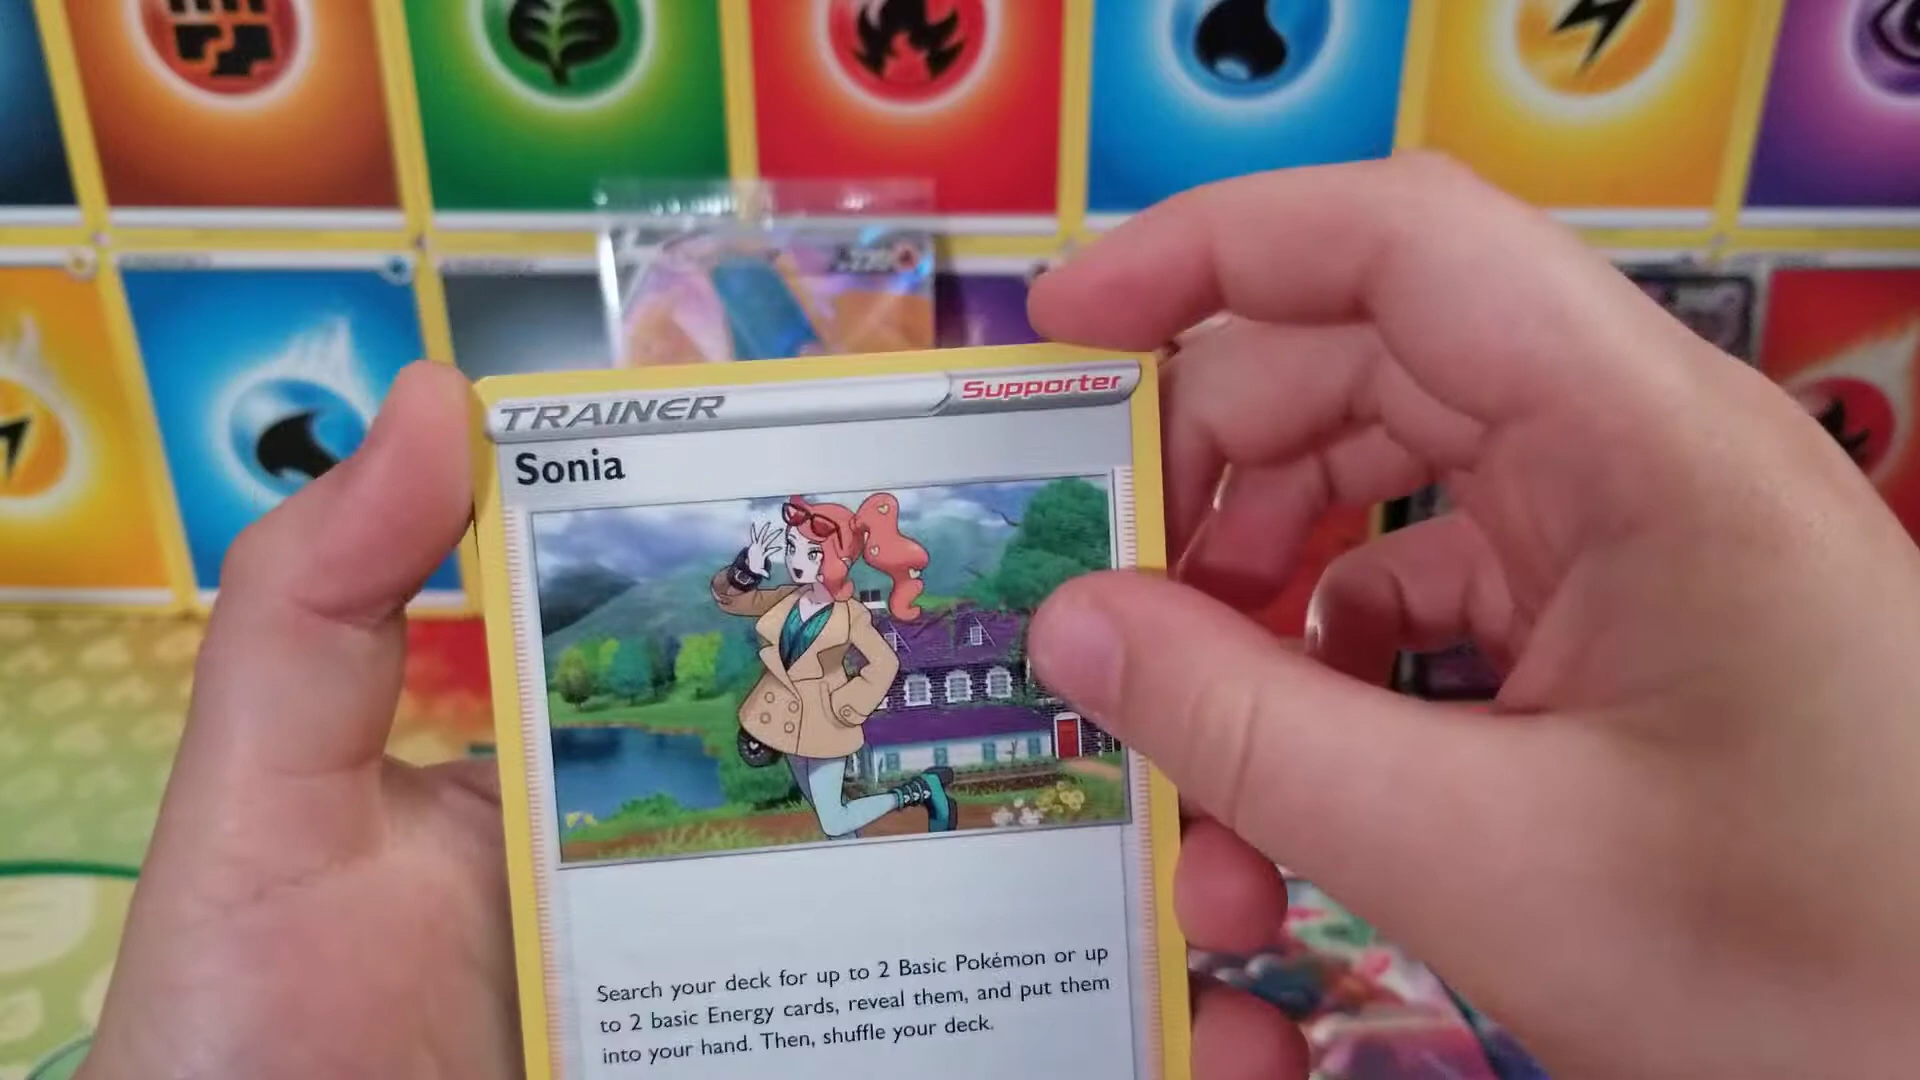 TRAINER
Supporter
Sonia
Search your deck for up to 2 Basic Pokémon or up
to 2 basic Energy cards, reveal them, and put them
into your hand. Then, shuffle your deck.